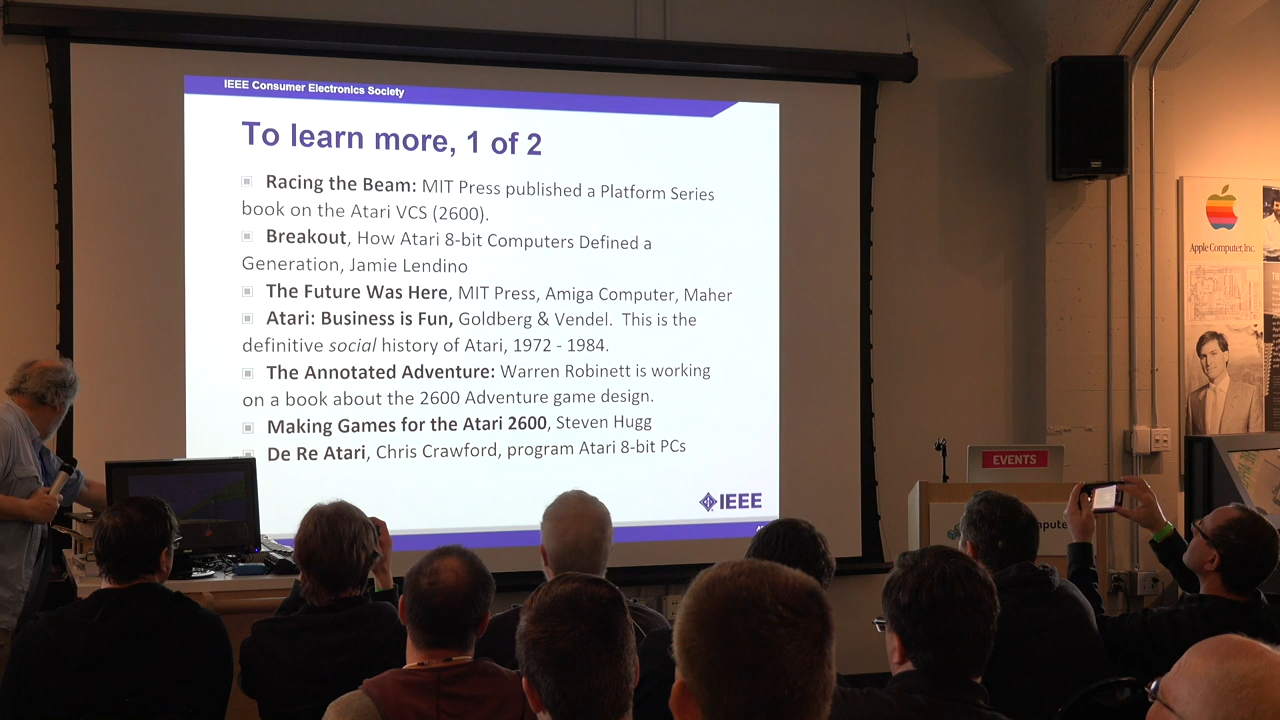 IEEE Consumer Electronics Society
To learn more, 1 of 2
Racing the Beam: MIT Press published a Platform Series
book on the Atari VCS (2600).
Breakout, How Atari 8-bit Computers Defined a
Generation, Jamie Lendino
The Future Was Here, MIT Press, Amiga Computer, Maher
Atari: Business is Fun, Goldberg & Vendel. This is the
definitive social history of Atari, 1972 - 1984.
The Annotated Adventure: Warren Robinett is working
on a book about the 2600 Adventure game design.
Making Games for the Atari 2600, Steven Hugg
De Re Atari, Chris Crawford, program Atari 8-bit PCs
IEEE
Apple Computer, Inc.
EVENTS